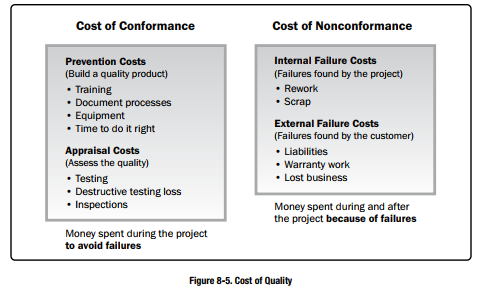 Cost of Conformance
Prevention Costs
(Build a quality product)
• Training
• Document processes
• Equipment
• Time to do it right
Appraisal Costs
(Assess the quality)
• Testing
• Destructive testing loss
• Inspections
Money spent during the project
to avoid failures
Cost of Nonconformance
Internal Failure Costs
(Failures found by the project)
• Rework
• Scrap
External Failure Costs
(Failures found by the customer)
• Liabilities
• Warranty work
• Lost business
Money spent during and after
the project because of failures
Figure 8-5. Cost of Quality